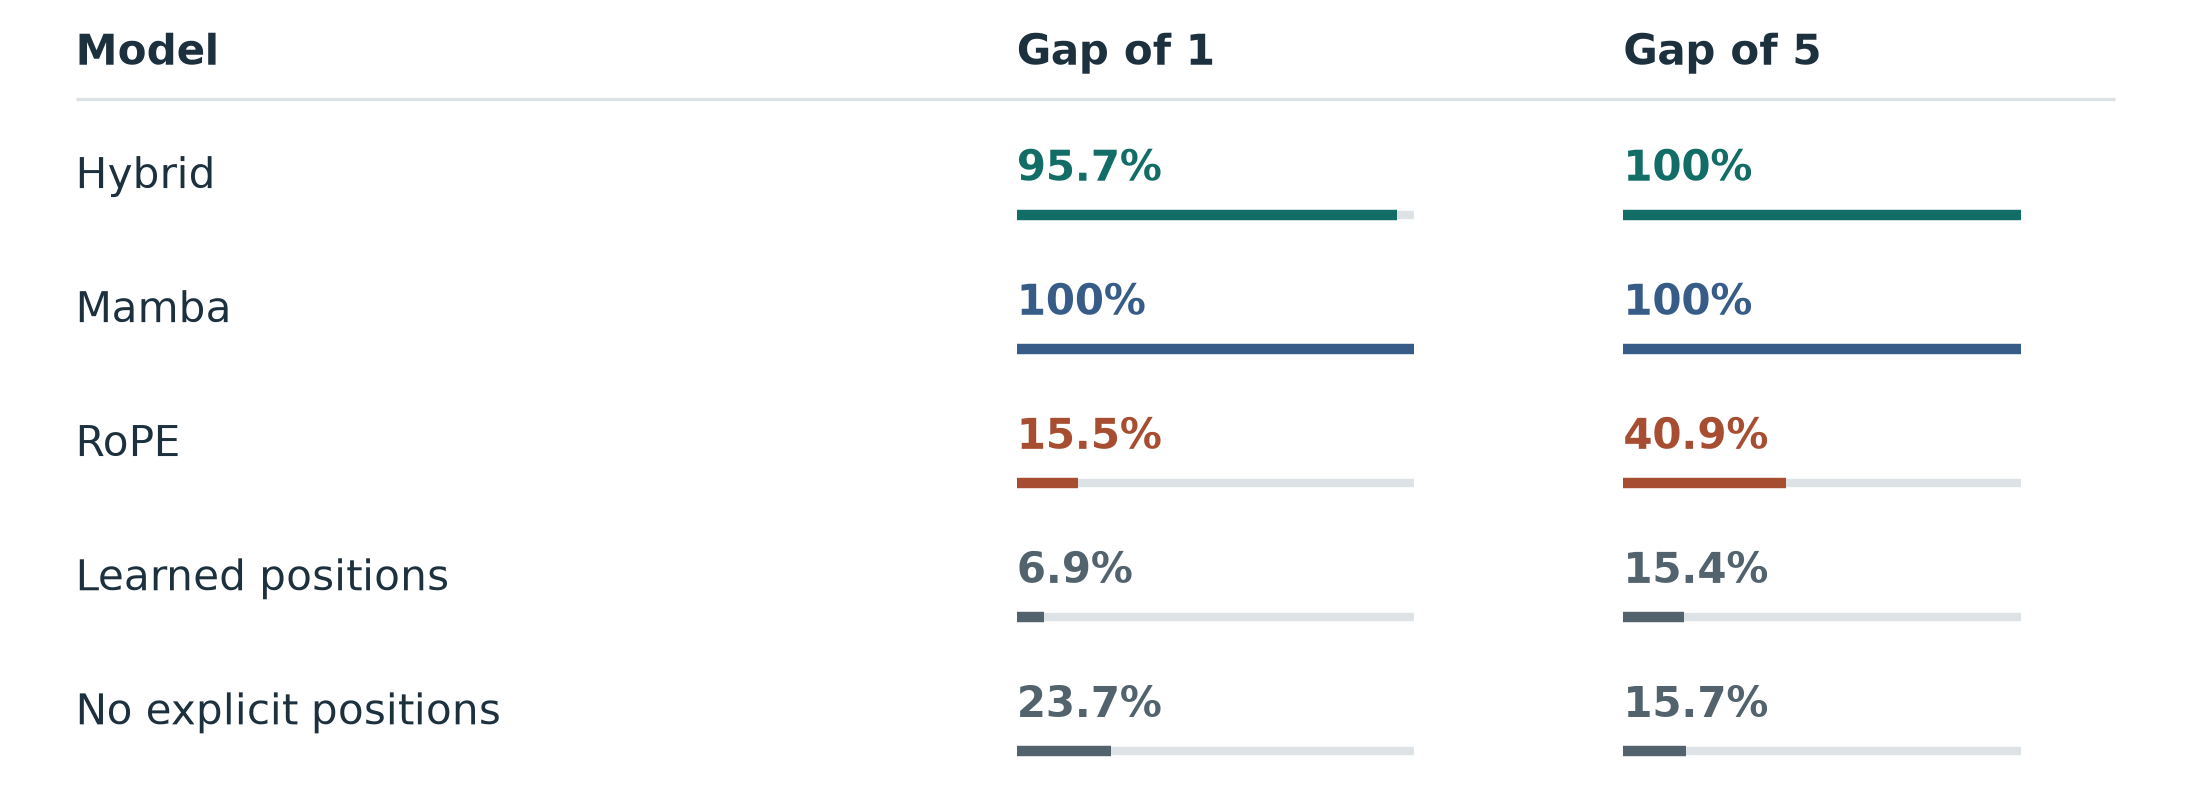 Model Gap of 1 Gap of 5
Hybrid 95.7% 100%
Mamba 100% 100%
RoPE 15.5% 40.9%
Learned positions 6.9% 15.4%
No explicit positions 23.7% 15.7%